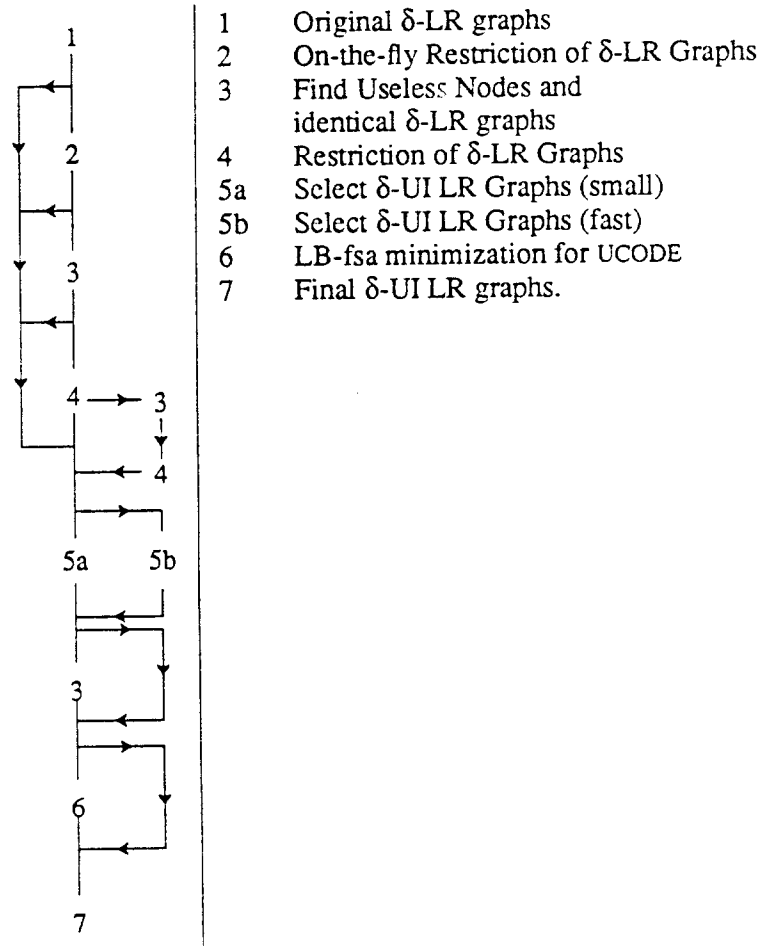 1
2
3
4 3
4
5a 5b
3
6
7
1 Original δ-LR graphs
2 On-the-fly Restriction of δ-LR Graphs
3 Find Useless Nodes and
identical δ-LR graphs
4 Restriction of δ-LR Graphs
5a Select δ-UI LR Graphs (small)
5b Select δ-UI LR Graphs (fast)
6 LB-fsa minimization for UCODE
7 Final δ-UI LR graphs.